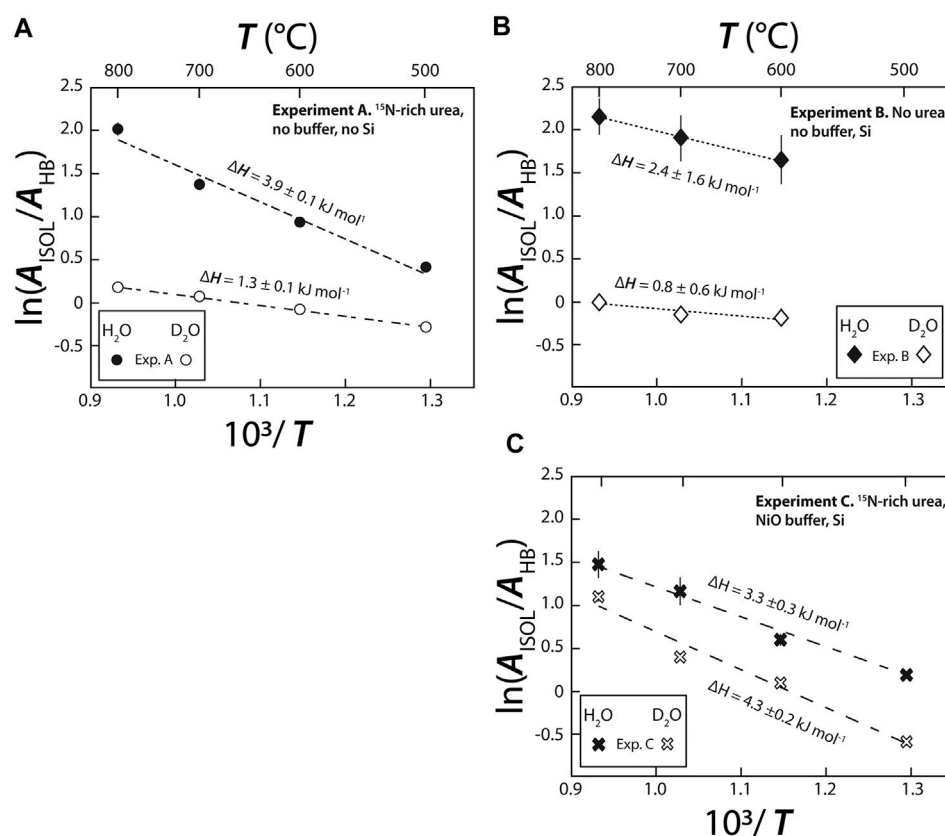 A
T (°C)
800 700 600 500
2.5
2.0
1.5
1.0
0.5
0
-0.5
ln(A_ISOL/A_HB)
Experiment A. ¹⁵N-rich urea,
no buffer, no Si
ΔH = 3.9 ± 0.1 kJ mol¹
ΔH = 1.3 ± 0.1 kJ mol⁻¹
H₂O D₂O
Exp. A
0.9 1.0 1.1 1.2 1.3
10³/ T
B
T (°C)
800 700 600 500
2.5
2.0
1.5
1.0
0.5
0
-0.5
ln(A_ISOL/A_HB)
Experiment B. No urea
no buffer, Si
ΔH = 2.4 ± 1.6 kJ mol⁻¹
ΔH = 0.8 ± 0.6 kJ mol⁻¹
H₂O D₂O
Exp. B
0.9 1.0 1.1 1.2 1.3
C
2.5
2.0
1.5
1.0
0.5
0
-0.5
ln(A_ISOL/A_HB)
Experiment C. ¹⁵N-rich urea,
NiO buffer, Si
ΔH = 3.3 ±0.3 kJ mol⁻¹
ΔH = 4.3 ±0.2 kJ mol⁻¹
H₂O D₂O
Exp. C
0.9 1.0 1.1 1.2 1.3
10³/ T